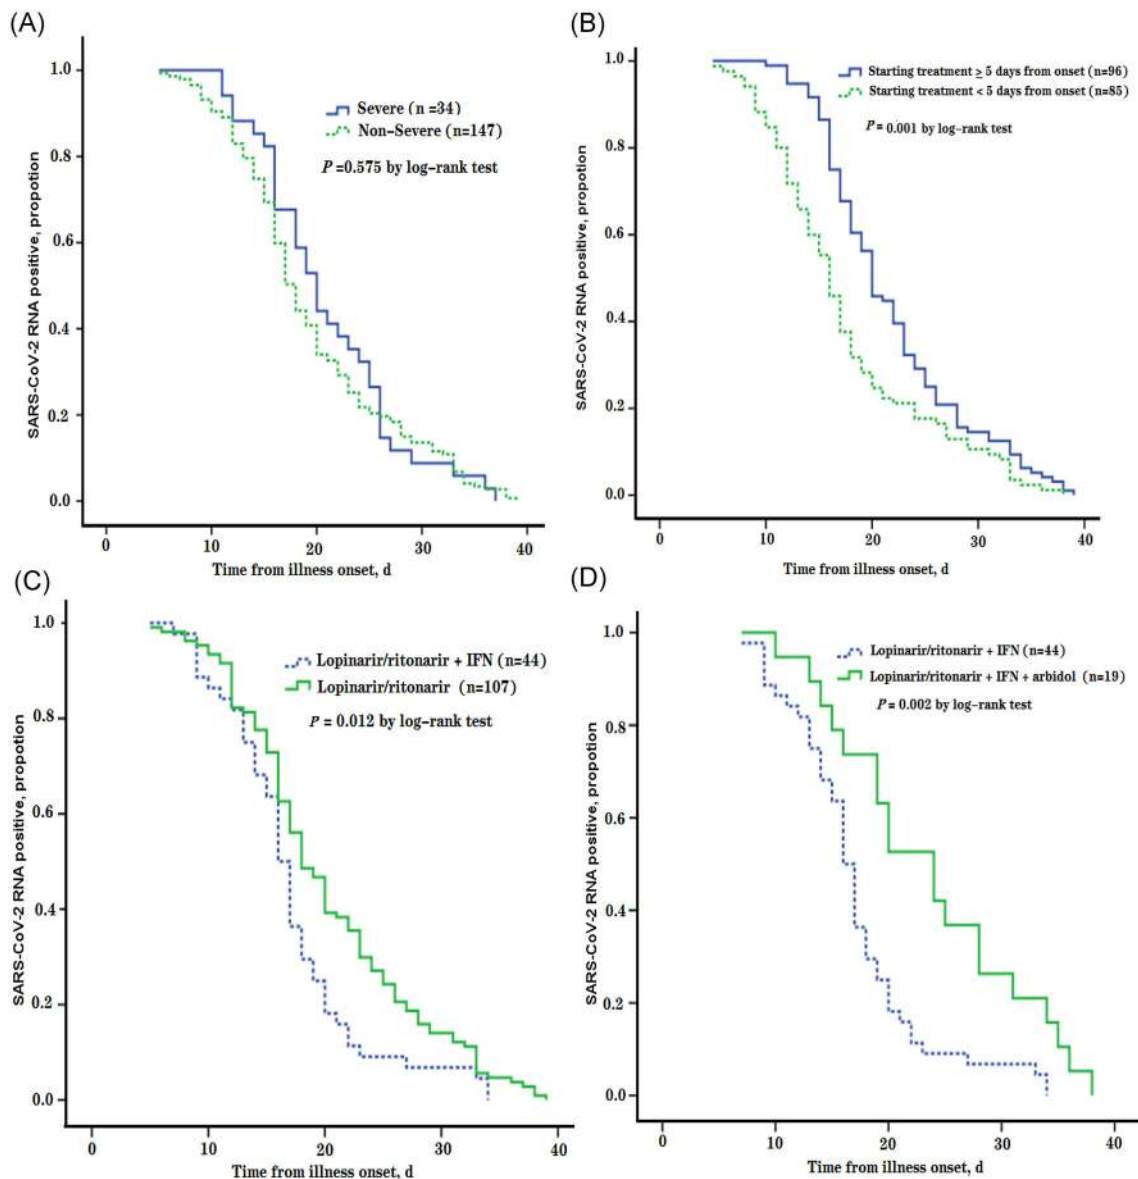 (A)
1.0
0.8
0.6
0.4
0.2
0.0
SARS-CoV-2 RNA positive, propotion
Severe (n =34)
Non-Severe (n=147)
P =0.575 by log-rank test
0 10 20 30 40
Time from illness onset, d
(B)
1.0
0.8
0.6
0.4
0.2
0.0
SARS-CoV-2 RNA positive, propotion
Starting treatment ≥ 5 days from onset (n=96)
Starting treatment < 5 days from onset (n=85)
P = 0.001 by log-rank test
0 10 20 30 40
Time from illness onset, d
(C)
1.0
0.8
0.6
0.4
0.2
0.0
SARS-CoV-2 RNA positive, propotion
Lopinarir/ritonarir + IFN (n=44)
Lopinarir/ritonarir (n=107)
P = 0.012 by log-rank test
0 10 20 30 40
Time from illness onset, d
(D)
1.0
0.8
0.6
0.4
0.2
0.0
SARS-CoV-2 RNA positive, propotion
Lopinarir/ritonarir + IFN (n=44)
Lopinarir/ritonarir + IFN + arbidol (n=19)
P = 0.002 by log-rank test
0 10 20 30 40
Time from illness onset, d